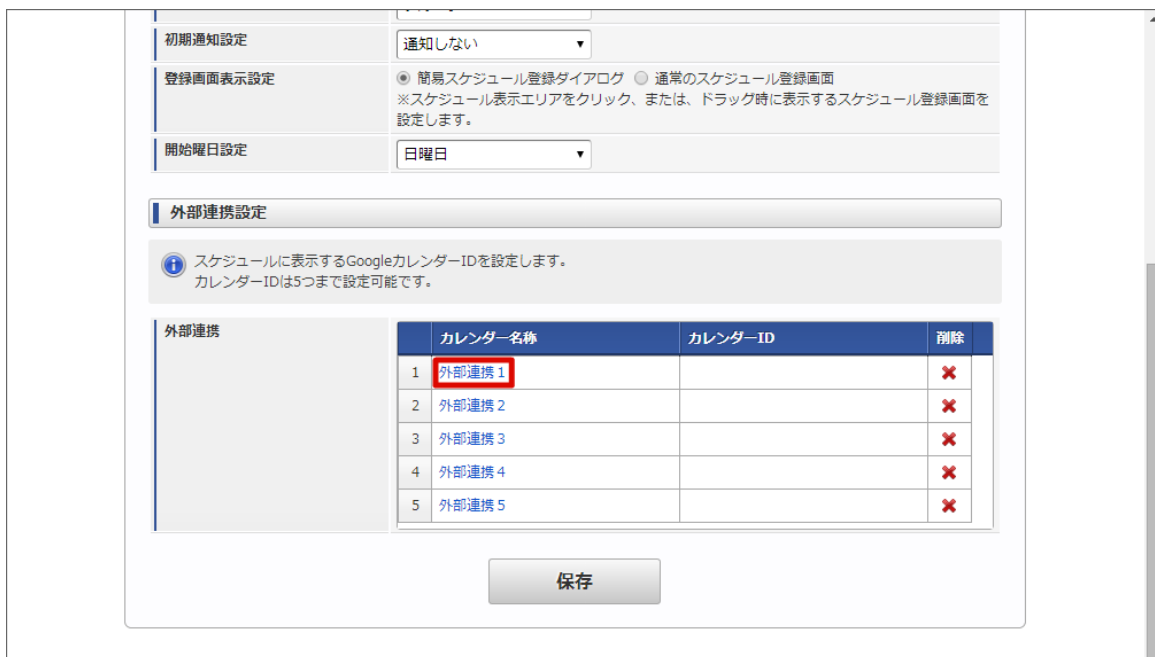 初期通知設定
通知しない
登録画面表示設定
簡易スケジュール登録ダイアログ 通常のスケジュール登録画面
※スケジュール表示エリアをクリック、または、ドラッグ時に表示するスケジュール登録画面を
設定します。
開始曜日設定
日曜日
外部連携設定
スケジュールに表示するGoogleカレンダーIDを設定します。
カレンダーIDは5つまで設定可能です。
外部連携
カレンダー名称 カレンダーID 削除
1 外部連携1
2 外部連携2
3 外部連携3
4 外部連携4
5 外部連携5
保存